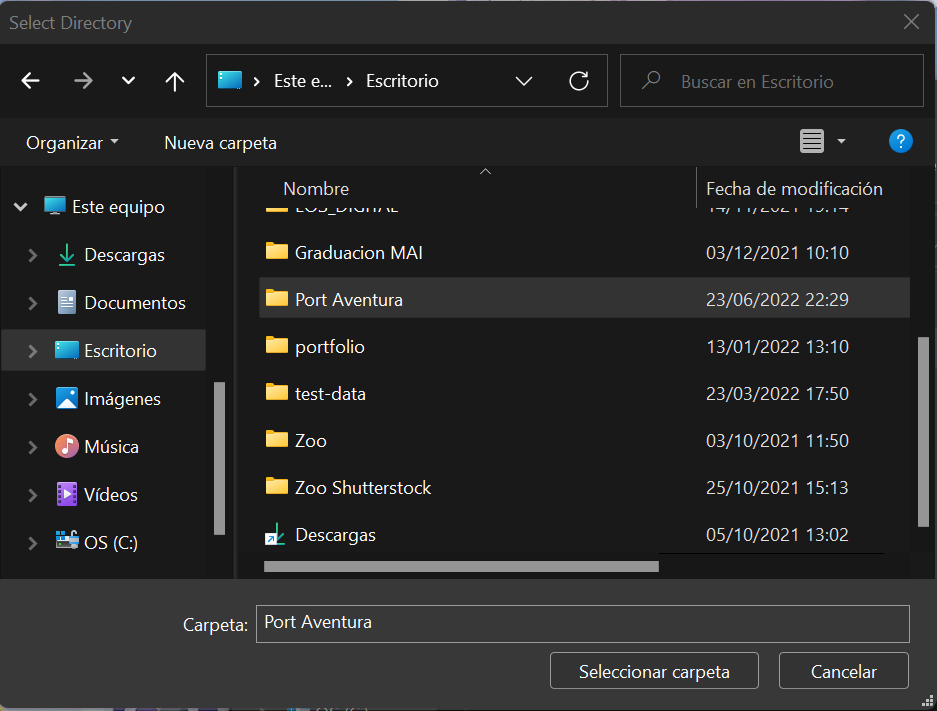 Select Directory
Este e... Escritorio
Buscar en Escritorio
Organizar
Nueva carpeta
?
Nombre
Fecha de modificación
Este equipo
Descargas
Documentos
Escritorio
Imágenes
Música
Vídeos
OS (C:)
Graduacion MAI 03/12/2021 10:10
Port Aventura 23/06/2022 22:29
portfolio 13/01/2022 13:10
test-data 23/03/2022 17:50
Zoo 03/10/2021 11:50
Zoo Shutterstock 25/10/2021 15:13
Descargas 05/10/2021 13:02
Carpeta: Port Aventura
Seleccionar carpeta
Cancelar